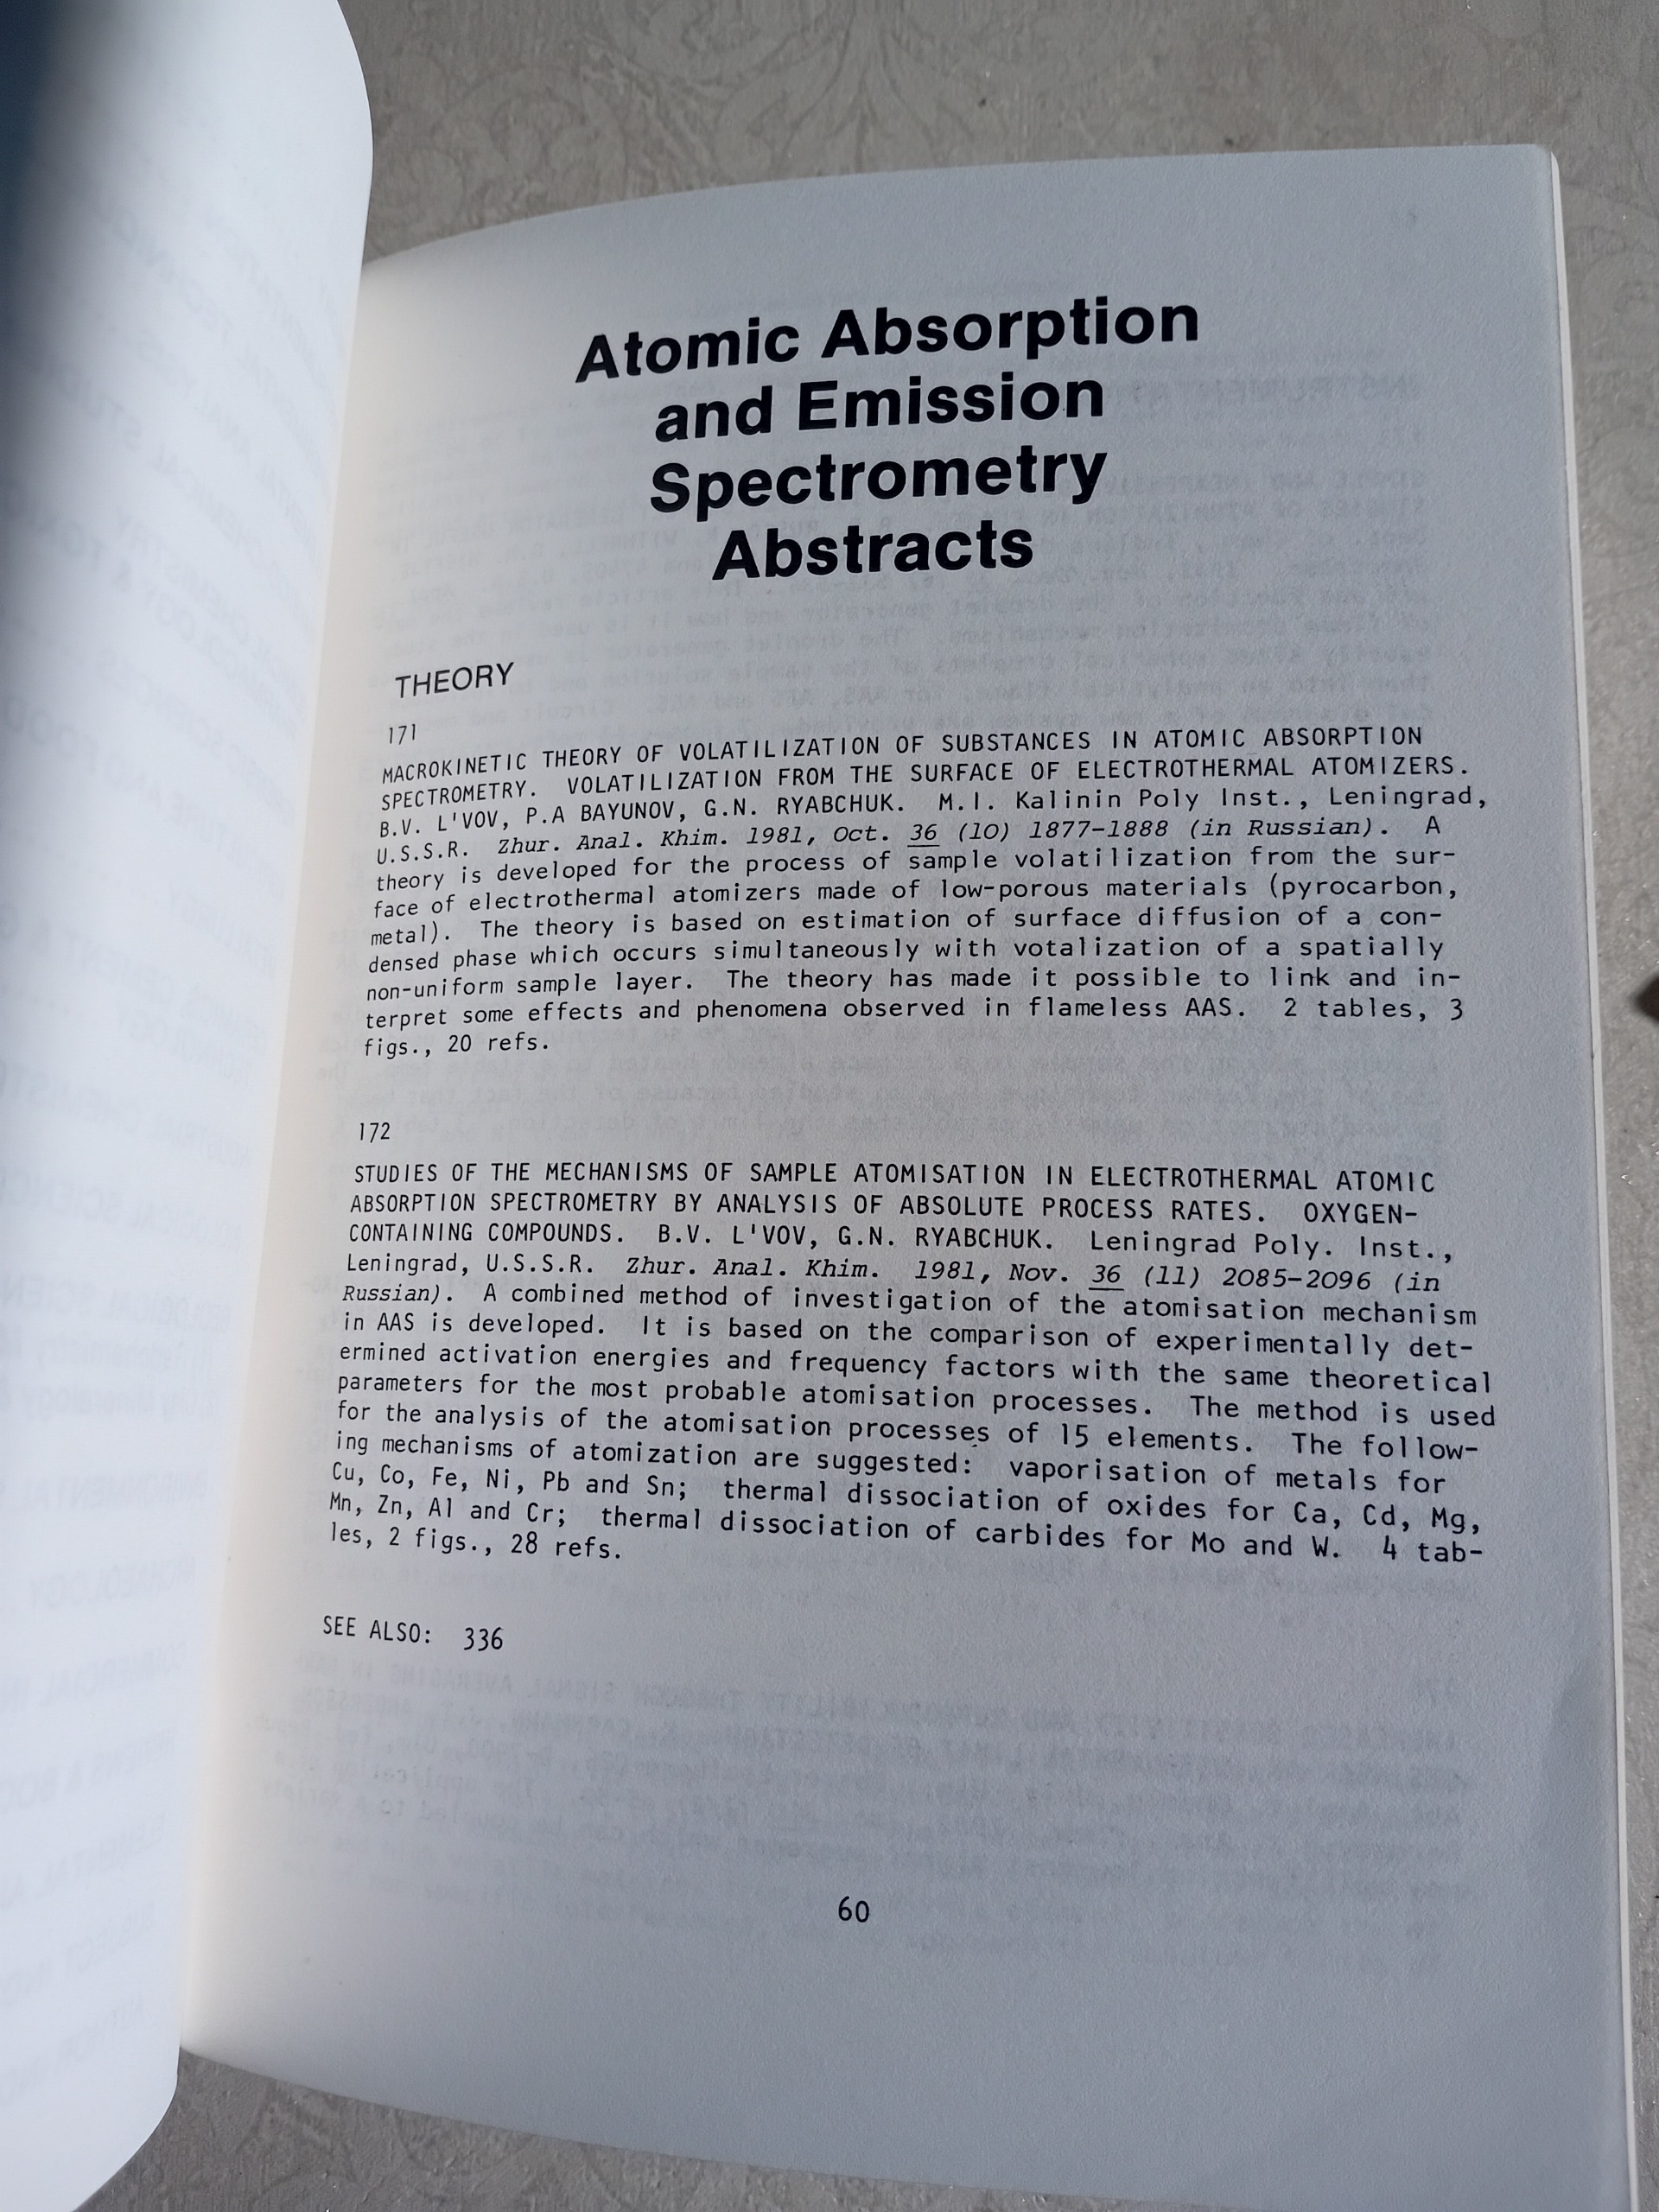 Atomic Absorption
and Emission
Spectrometry
Abstracts
THEORY
171
MACROKINETIC THEORY OF VOLATILIZATION OF SUBSTANCES IN ATOMIC ABSORPTION
SPECTROMETRY. VOLATILIZATION FROM THE SURFACE OF ELECTROTHERMAL ATOMIZERS.
B.V. L'VOV, P.A BAYUNOV, G.N. RYABCHUK. M.I. Kalinin Poly Inst., Leningrad,
U.S.S.R. Zhur. Anal. Khim. 1981, Oct. 36 (10) 1877-1888 (in Russian). A
theory is developed for the process of sample volatilization from the sur-
face of electrothermal atomizers made of low-porous materials (pyrocarbon,
metal). The theory is based on estimation of surface diffusion of a con-
densed phase which occurs simultaneously with votalization of a spatially
non-uniform sample layer. The theory has made it possible to link and in-
terpret some effects and phenomena observed in flameless AAS. 2 tables, 3
figs., 20 refs.
172
STUDIES OF THE MECHANISMS OF SAMPLE ATOMISATION IN ELECTROTHERMAL ATOMIC
ABSORPTION SPECTROMETRY BY ANALYSIS OF ABSOLUTE PROCESS RATES. OXYGEN-
CONTAINING COMPOUNDS. B.V. L'VOV, G.N. RYABCHUK. Leningrad Poly. Inst.,
Leningrad, U.S.S.R. Zhur. Anal. Khim. 1981, Nov. 36 (11) 2085-2096 (in
Russian). A combined method of investigation of the atomisation mechanism
in AAS is developed. It is based on the comparison of experimentally det-
ermined activation energies and frequency factors with the same theoretical
parameters for the most probable atomisation processes. The method is used
for the analysis of the atomisation processes of 15 elements. The follow-
ing mechanisms of atomization are suggested: vaporisation of metals for
Cu, Co, Fe, Ni, Pb and Sn; thermal dissociation of oxides for Ca, Cd, Mg,
Mn, Zn, Al and Cr; thermal dissociation of carbides for Mo and W. 4 tab-
les, 2 figs., 28 refs.
SEE ALSO: 336
60